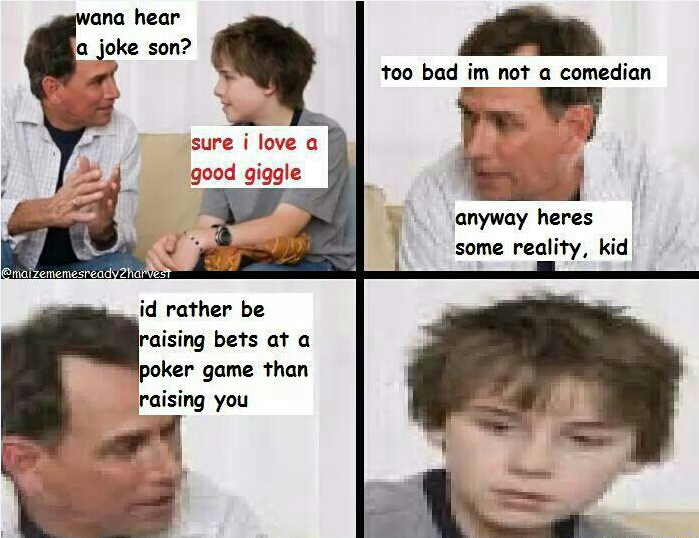 wana hear
a joke son?
sure i love a
good giggle
too bad im not a comedian
anyway heres
some reality, kid
@maizememesready2harvest
id rather be
raising bets at a
poker game than
raising you